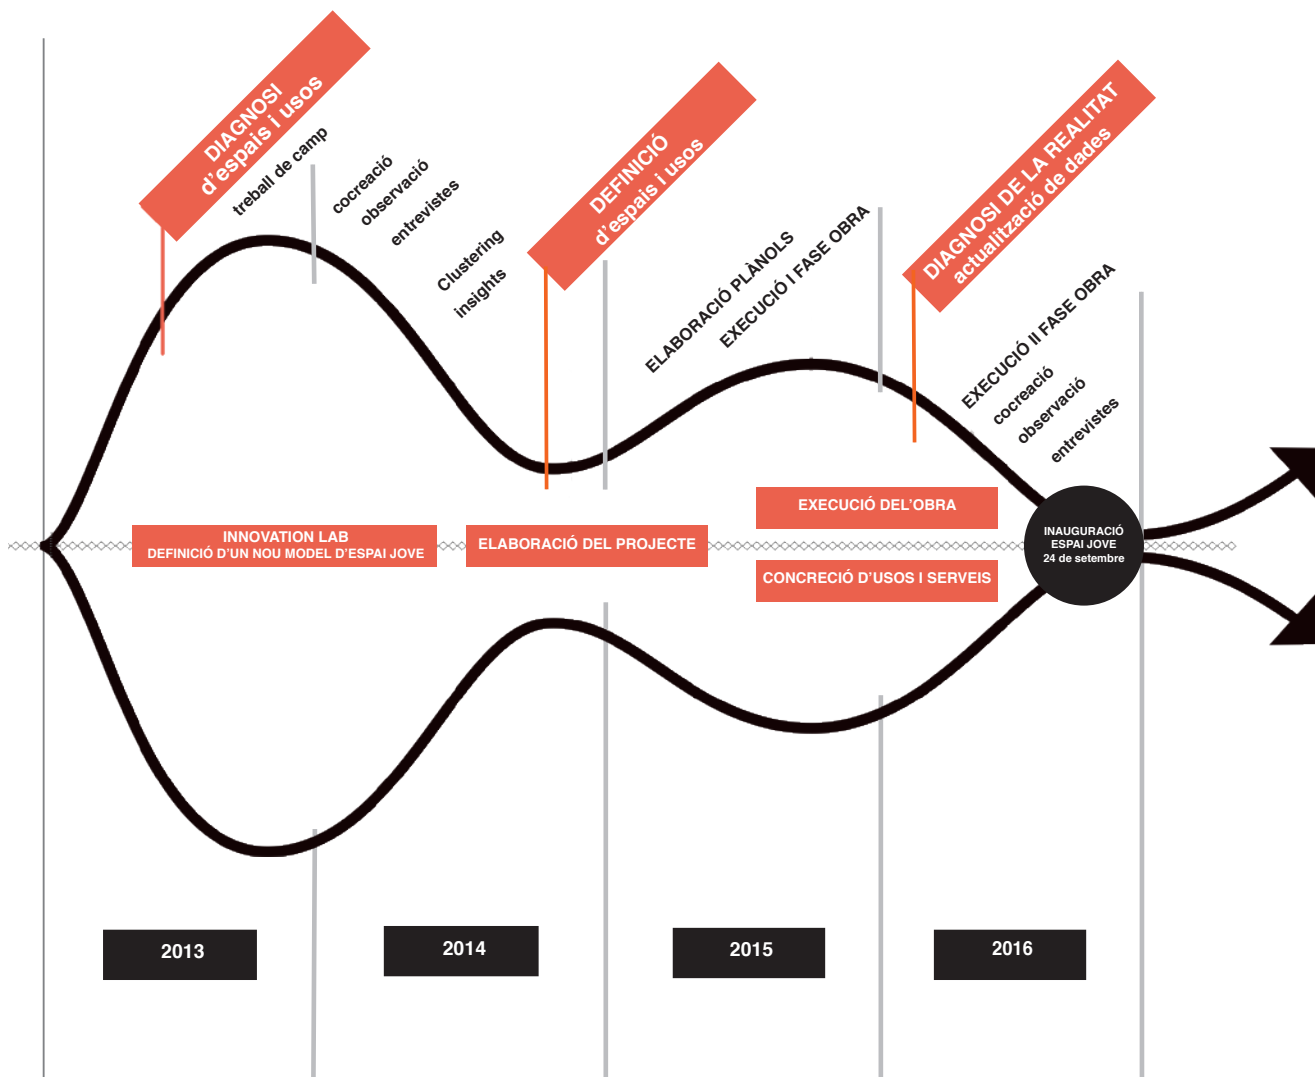 DIAGNOSI
d'espais i usos
treball de camp
cocreació
observació
entrevistes
Clustering
insights
DEFINICIÓ
d'espais i usos
ELABORACIÓ PLÀNOLS
EXECUCIÓ I FASE OBRA
DIAGNOSI DE LA REALITAT
actualització de dades
EXECUCIÓ II FASE OBRA
cocreació
observació
entrevistes
INNOVATION LAB
DEFINICIÓ D'UN NOU MODEL D'ESPAI JOVE
ELABORACIÓ DEL PROJECTE
EXECUCIÓ DEL'OBRA
CONCRECIÓ D'USOS I SERVEIS
INAUGURACIÓ
ESPAI JOVE
24 de setembre
2013
2014
2015
2016